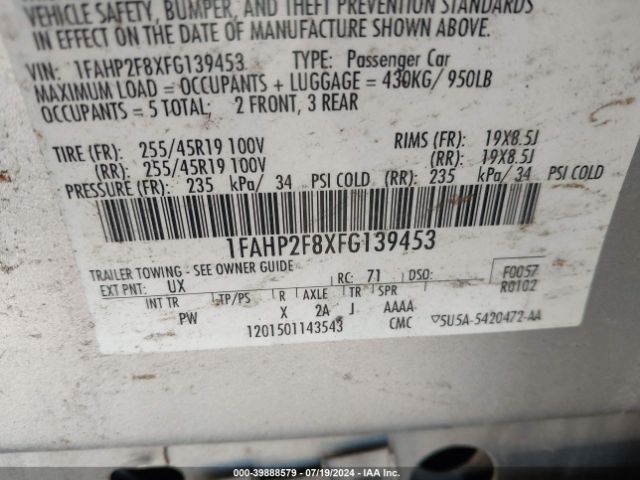 VEHICLE SAFETY, BUMPER, AND THEFT PREVENTION STANDARDS
IN EFFECT ON THE DATE OF MANUFACTURE SHOWN ABOVE.
VIN: 1FAHP2F8XFG139453 TYPE: Passenger Car
MAXIMUM LOAD = OCCUPANTS + LUGGAGE = 430KG/ 950LB
OCCUPANTS = 5 TOTAL: 2 FRONT, 3 REAR
TIRE (FR): 255/45R19 100V RIMS (FR): 19X8.5J
(RR): 255/45R19 100V (RR): 19X8.5J
PRESSURE (FR): 235 kPa/ 34 PSI COLD (RR): 235 kPa/ 34 PSI COLD
1FAHP2F8XFG139453
TRAILER TOWING - SEE OWNER GUIDE
F0057
EXT PNT: UX RC: 71 DSO: R0102
INT TR TP/PS R AXLE TR SPR
PW X 2A J AAAA
1201501143543 CMC ▽5U5A-5420472-AA
000-39888579 - 07/19/2024 - IAA Inc.